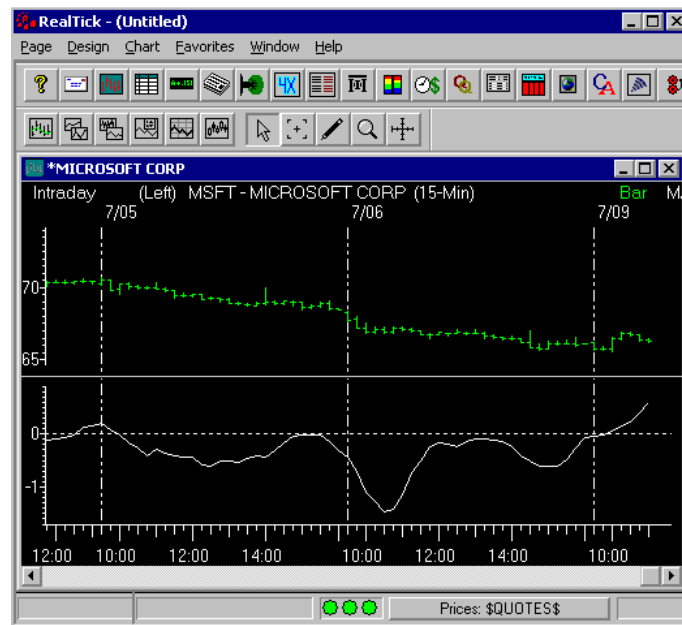 RealTick - (Untitled)
Page Design Chart Favorites Window Help
?
4X
$
CA
*MICROSOFT CORP
Intraday (Left) MSFT - MICROSOFT CORP (15-Min) Bar
7/05 7/06 7/09
70
65
0
-1
12:00 10:00 12:00 14:00 10:00 12:00 14:00 10:00
Prices: $QUOTES$